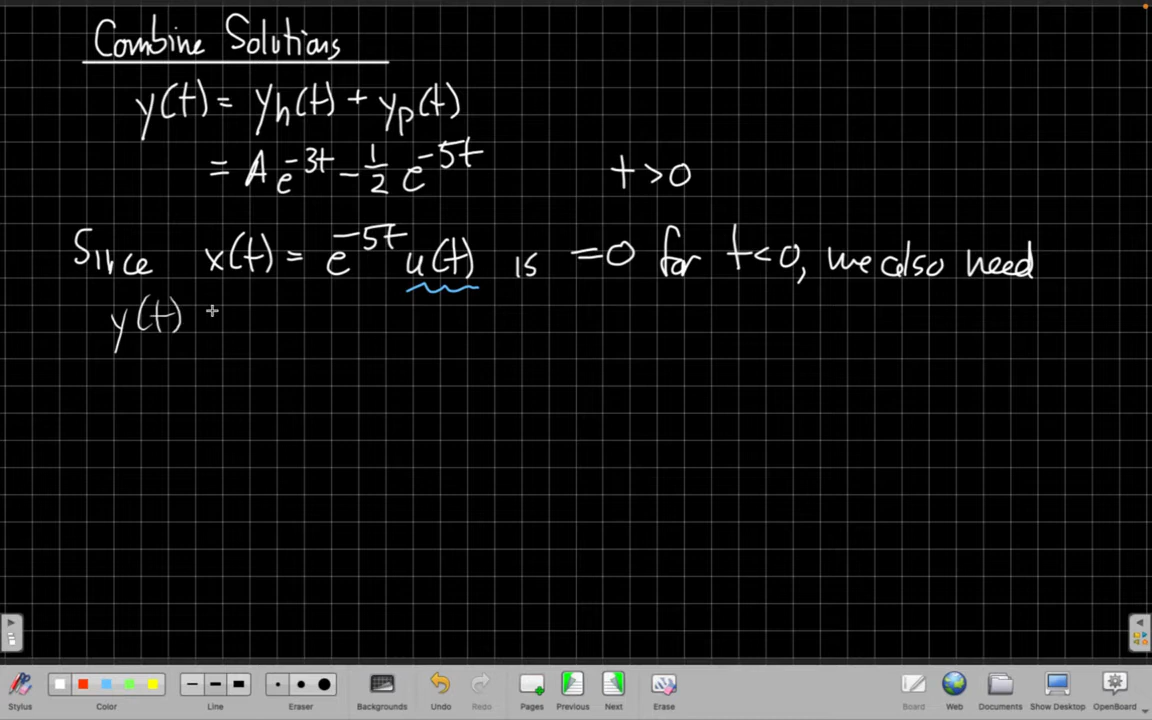 Combine Solutions
y(t) = yₕ(t) + yₚ(t)
= A e^{-3t} - 1/2 e^{-5t} t > 0
Since x(t) = e^{-5t} u(t) is = 0 for t < 0, we also need
y(t)
Stylus
Color
Line
Eraser
Backgrounds
Undo
Redo
Pages
Previous
Next
Erase
Board
Web
Documents
Show Desktop
OpenBoard